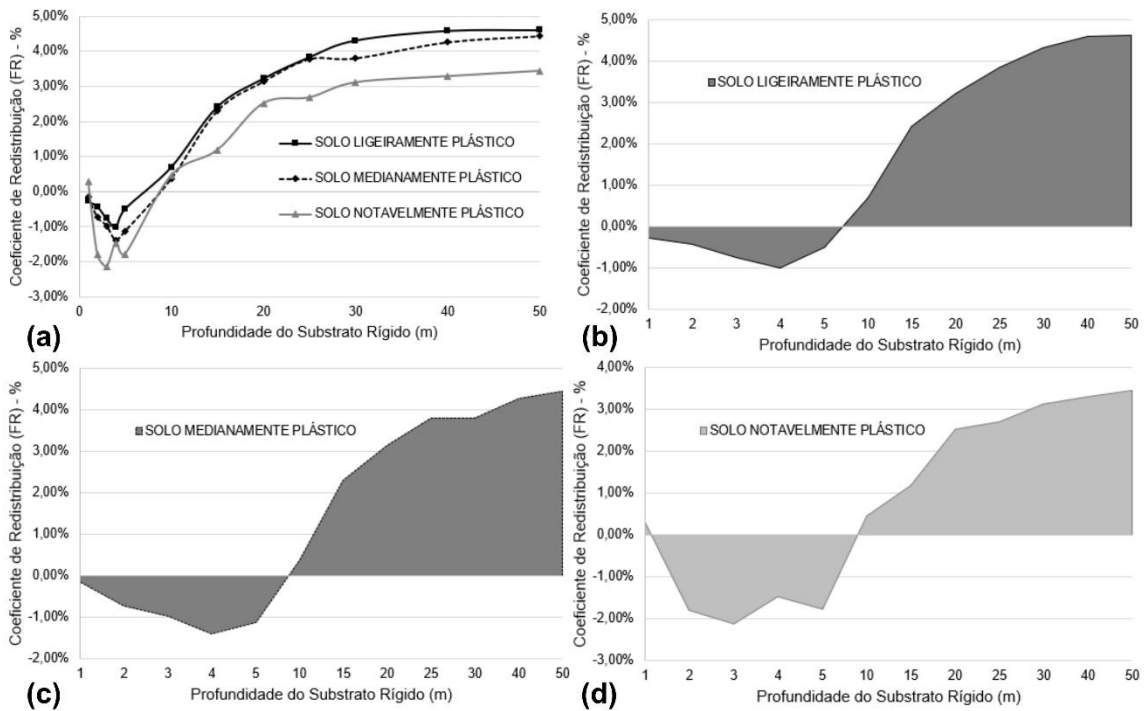 Coeficiente de Redistribuição (FR) - %
5,00%
4,00%
3,00%
2,00%
1,00%
0,00%
-1,00%
-2,00%
-3,00%
SOLO LIGEIRAMENTE PLÁSTICO
SOLO MEDIANAMENTE PLÁSTICO
SOLO NOTAVELMENTE PLÁSTICO
0 10 20 30 40 50
Profundidade do Substrato Rígido (m)
(a)
Coeficiente de Redistribuição (FR) - %
5,00%
4,00%
3,00%
2,00%
1,00%
0,00%
-1,00%
-2,00%
SOLO LIGEIRAMENTE PLÁSTICO
1 2 3 4 5 10 15 20 25 30 40 50
Profundidade do Substrato Rígido (m)
(b)
Coeficiente de Redistribuição (FR) - %
5,00%
4,00%
3,00%
2,00%
1,00%
0,00%
-1,00%
-2,00%
SOLO MEDIANAMENTE PLÁSTICO
1 2 3 4 5 10 15 20 25 30 40 50
Profundidade do Substrato Rígido (m)
(c)
Coeficiente de Redistribuição (FR) - %
4,00%
3,00%
2,00%
1,00%
0,00%
-1,00%
-2,00%
-3,00%
SOLO NOTAVELMENTE PLÁSTICO
1 2 3 4 5 10 15 20 25 30 40 50
Profundidade do Substrato Rígido (m)
(d)